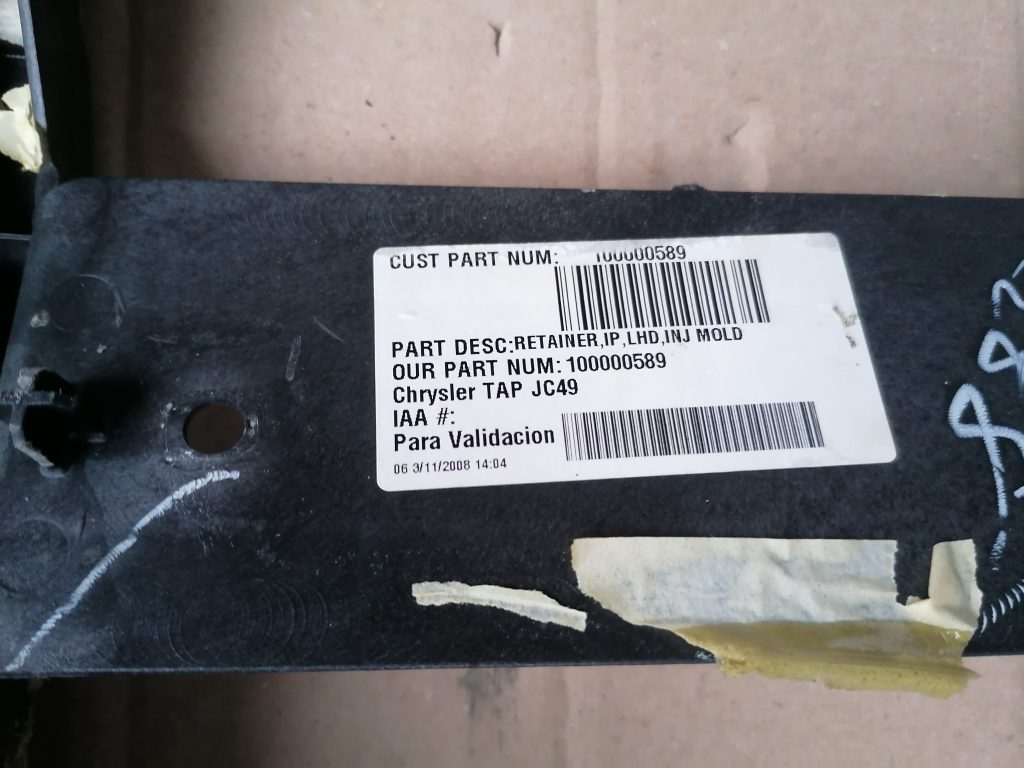 CUST PART NUM: 100000589
PART DESC:RETAINER,IP,LHD,INJ MOLD
OUR PART NUM: 100000589
Chrysler TAP JC49
IAA #:
Para Validacion
06 3/11/2008 14:04